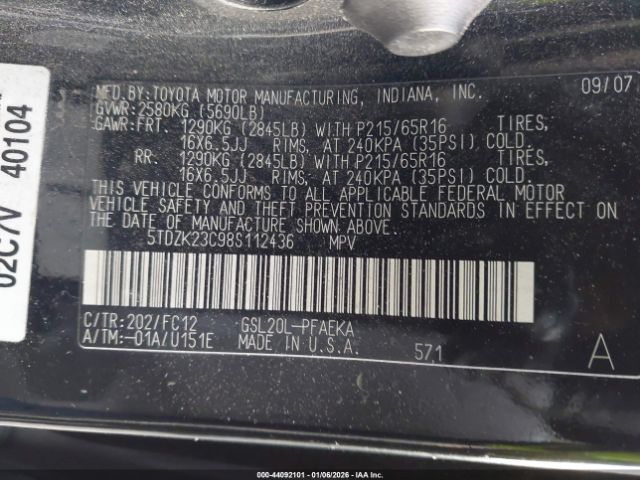 MFD.BY:TOYOTA MOTOR MANUFACTURING, INDIANA, INC. 09/07
GVWR:2580KG (5690LB)
GAWR:FRT. 1290KG (2845LB) WITH P215/65R16 TIRES,
16X6.5JJ RIMS, AT 240KPA (35PSI) COLD.
RR. 1290KG (2845LB) WITH P215/65R16 TIRES,
16X6.5JJ RIMS, AT 240KPA (35PSI) COLD.
THIS VEHICLE CONFORMS TO ALL APPLICABLE FEDERAL MOTOR
VEHICLE SAFETY AND THEFT PREVENTION STANDARDS IN EFFECT ON
THE DATE OF MANUFACTURE SHOWN ABOVE.
5TDZK23C98S112436 MPV
C/TR:202/FC12 GSL20L-PFAEKA
A/TM:-01A/U151E MADE IN U.S.A. 571 A
02C7V 40104
000-44092101 - 01/06/2026 - IAAHC101